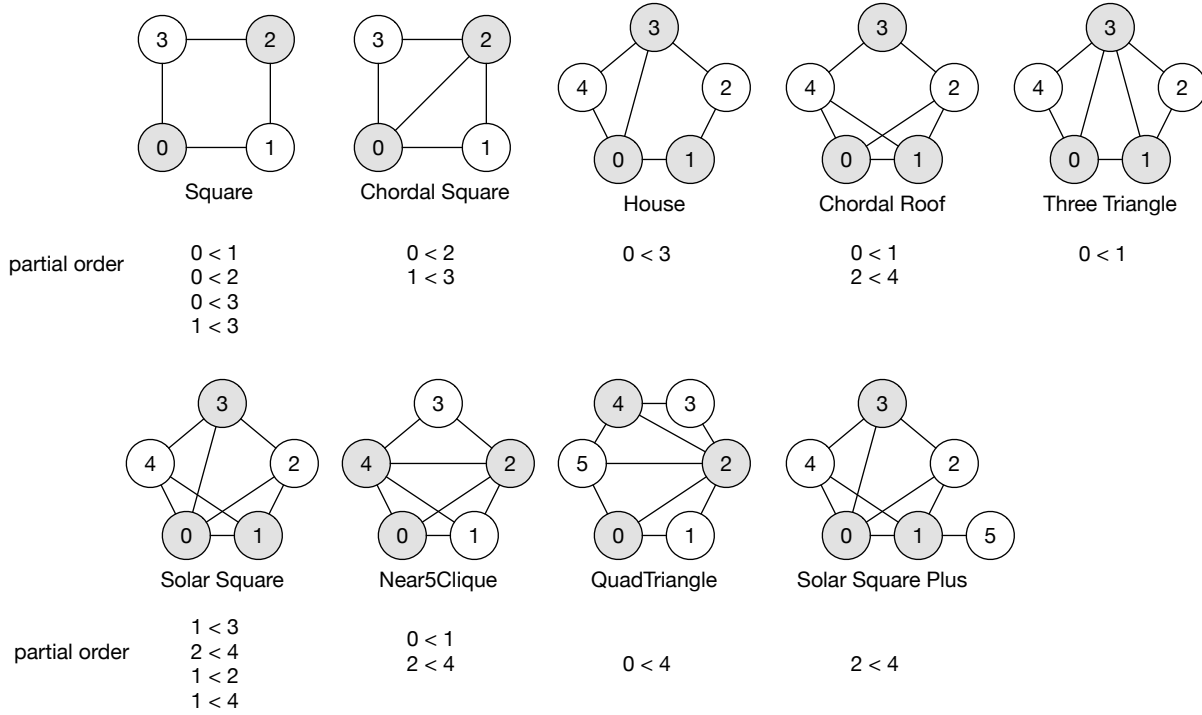 3 2 3 2 3 3 3
4 2 4 2 4 2
0 1 0 1 0 1 0 1 0 1
Square Chordal Square House Chordal Roof Three Triangle
partial order
0 < 1 0 < 2 0 < 3 0 < 1 0 < 1
0 < 2 1 < 3 2 < 4
0 < 3
1 < 3
3 3 4 3 3
4 2 4 2 5 2 4 2
0 1 0 1 0 1 0 1 5
Solar Square Near5Clique QuadTriangle Solar Square Plus
partial order
1 < 3 0 < 1 0 < 4 2 < 4
2 < 4 2 < 4
1 < 2
1 < 4